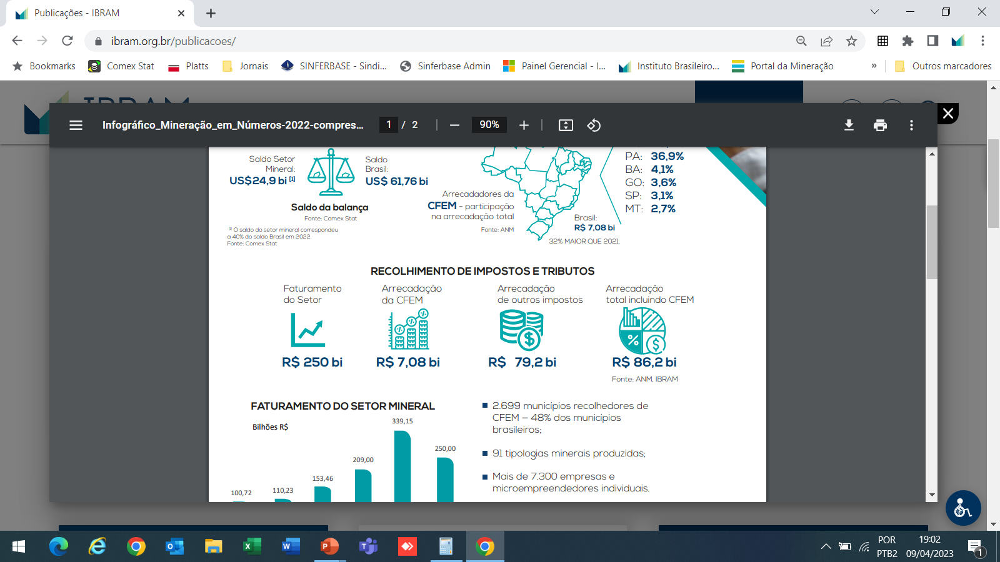 Publicações - IBRAM
ibram.org.br/publicacoes/
Bookmarks
Comex Stat
Platts
Jornais
SINFERBASE - Sindi...
Sinferbase Admin
Painel Gerencial - I...
Instituto Brasileiro...
Portal da Mineração
»
Outros marcadores
IBRAM
Infográfico_Mineração_em_Números-2022-compres...
1 / 2
90%
Saldo Setor
Mineral:
US$24,9 bi [1]
Saldo
Brasil:
US$ 61,76 bi
Saldo da balança
Fonte: Comex Stat
[1] O saldo do setor mineral correspondeu
a 40% do saldo Brasil em 2022.
Fonte: Comex Stat
Arrecadadores da
CFEM - participação
na arrecadação total
Fonte: ANM
Brasil:
R$ 7,08 bi
32% MAIOR QUE 2021.
PA: 36,9%
BA: 4,1%
GO: 3,6%
SP: 3,1%
MT: 2,7%
RECOLHIMENTO DE IMPOSTOS E TRIBUTOS
Faturamento
do Setor
R$ 250 bi
Arrecadação
da CFEM
R$ 7,08 bi
Arrecadação
de outros impostos
R$ 79,2 bi
Arrecadação
total incluindo CFEM
R$ 86,2 bi
Fonte: ANM, IBRAM
FATURAMENTO DO SETOR MINERAL
Bilhões R$
100,72
110,23
153,46
209,00
339,15
250,00
2.699 municípios recolhedores de
CFEM – 48% dos municípios
brasileiros;
91 tipologias minerais produzidas;
Mais de 7.300 empresas e
microempreendedores individuais.
POR
PTB2
19:02
09/04/2023
1